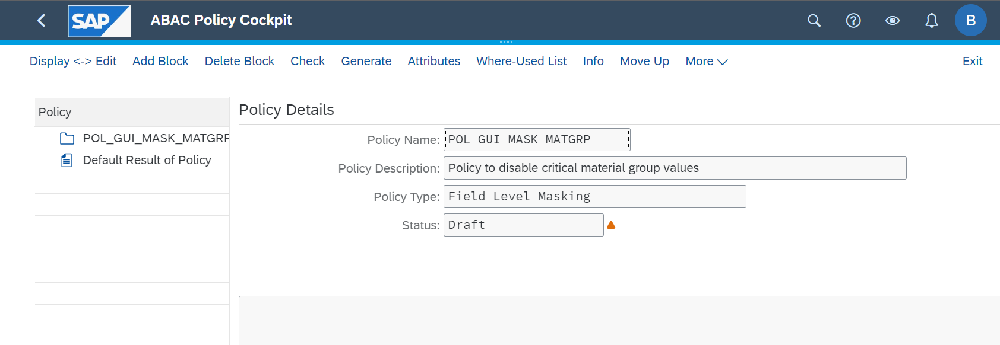 SAP ABAC Policy Cockpit B
Display <-> Edit Add Block Delete Block Check Generate Attributes Where-Used List Info Move Up More Exit
Policy
POL_GUI_MASK_MATGRP
Default Result of Policy
Policy Details
Policy Name: POL_GUI_MASK_MATGRP
Policy Description: Policy to disable critical material group values
Policy Type: Field Level Masking
Status: Draft